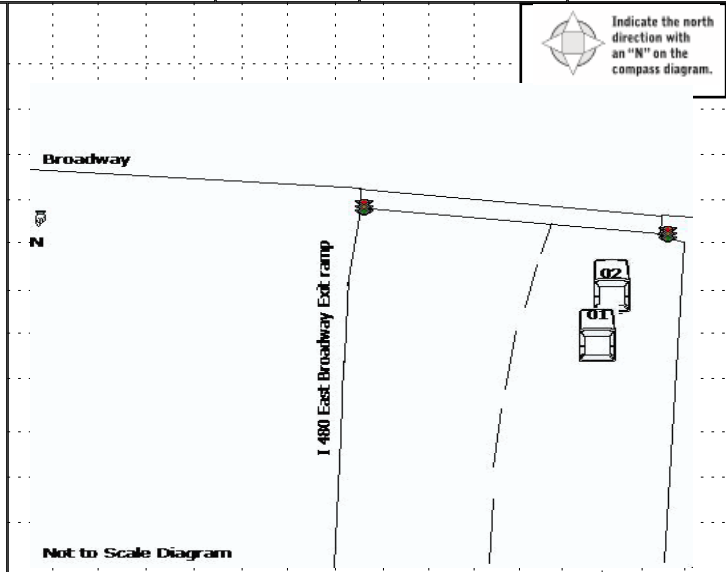 Indicate the north
direction with
an “N” on the
compass diagram.
Broadway
N
I 480 East Broadway Exit ramp
02
01
Not to Scale Diagram